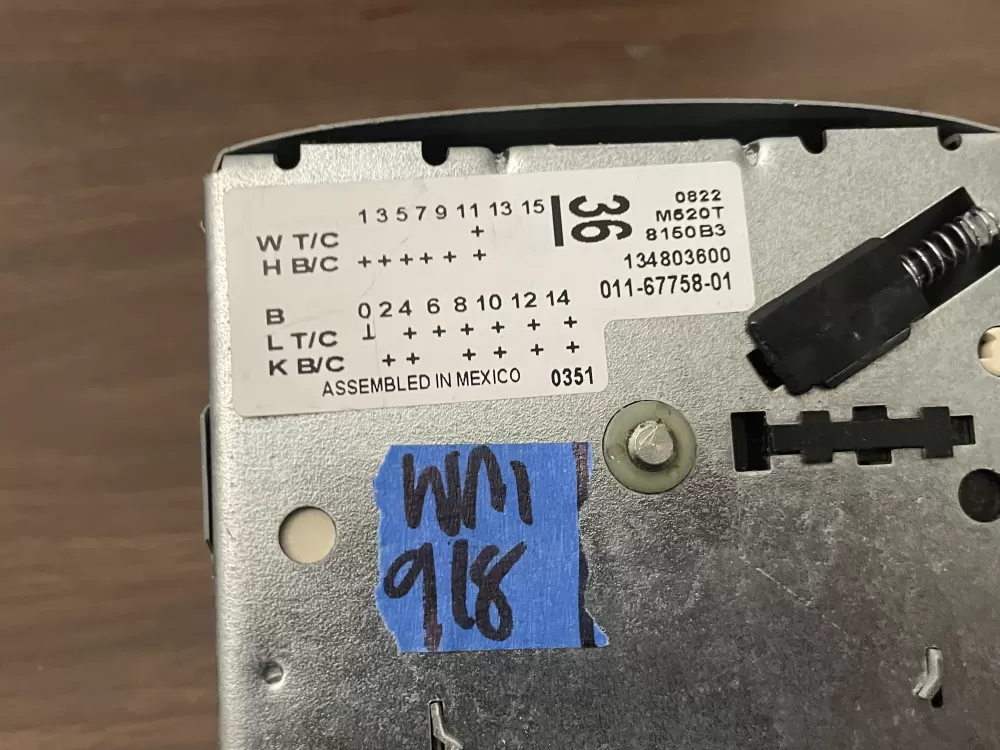 1 3 5 7 9 11 13 15
W T/C +
H B/C + + + + + +
B 0 2 4 6 8 10 12 14
L T/C ⊥ + + + + + +
K B/C + + + + + +
ASSEMBLED IN MEXICO 0351
36
0822
M520T
8150B3
134803600
011-67758-01
WM
918